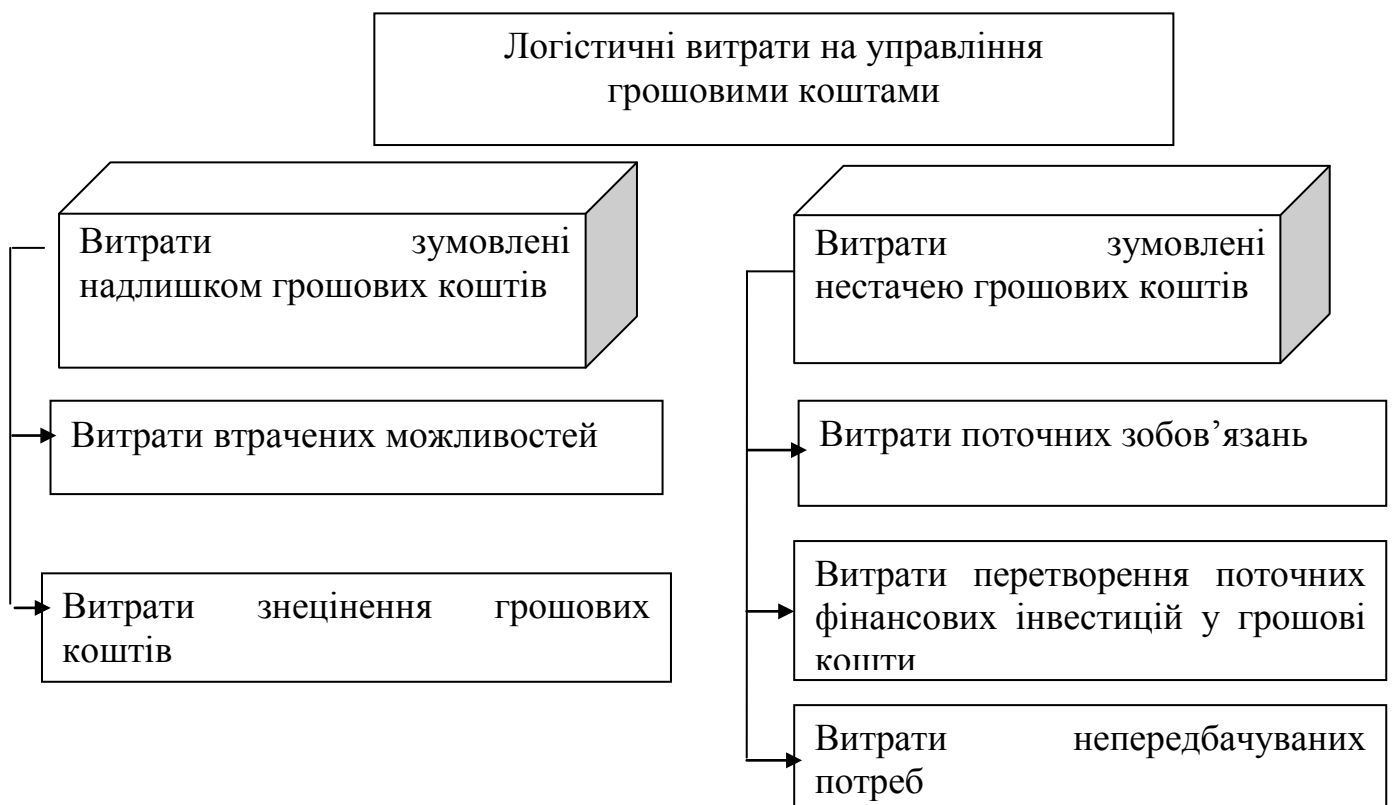 Логістичні витрати на управління
грошовими коштами
Витрати зумовлені
надлишком грошових коштів
Витрати втрачених можливостей
Витрати знецінення грошових
коштів
Витрати зумовлені
нестачею грошових коштів
Витрати поточних зобов’язань
Витрати перетворення поточних
фінансових інвестицій у грошові
кошти
Витрати непередбачуваних
потреб